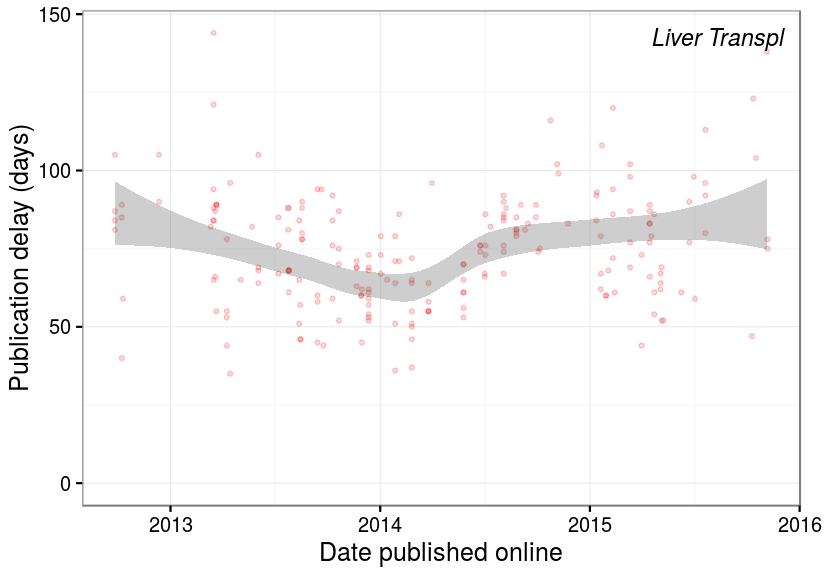 Liver Transpl
Publication delay (days)
150
100
50
0
2013
2014
2015
2016
Date published online